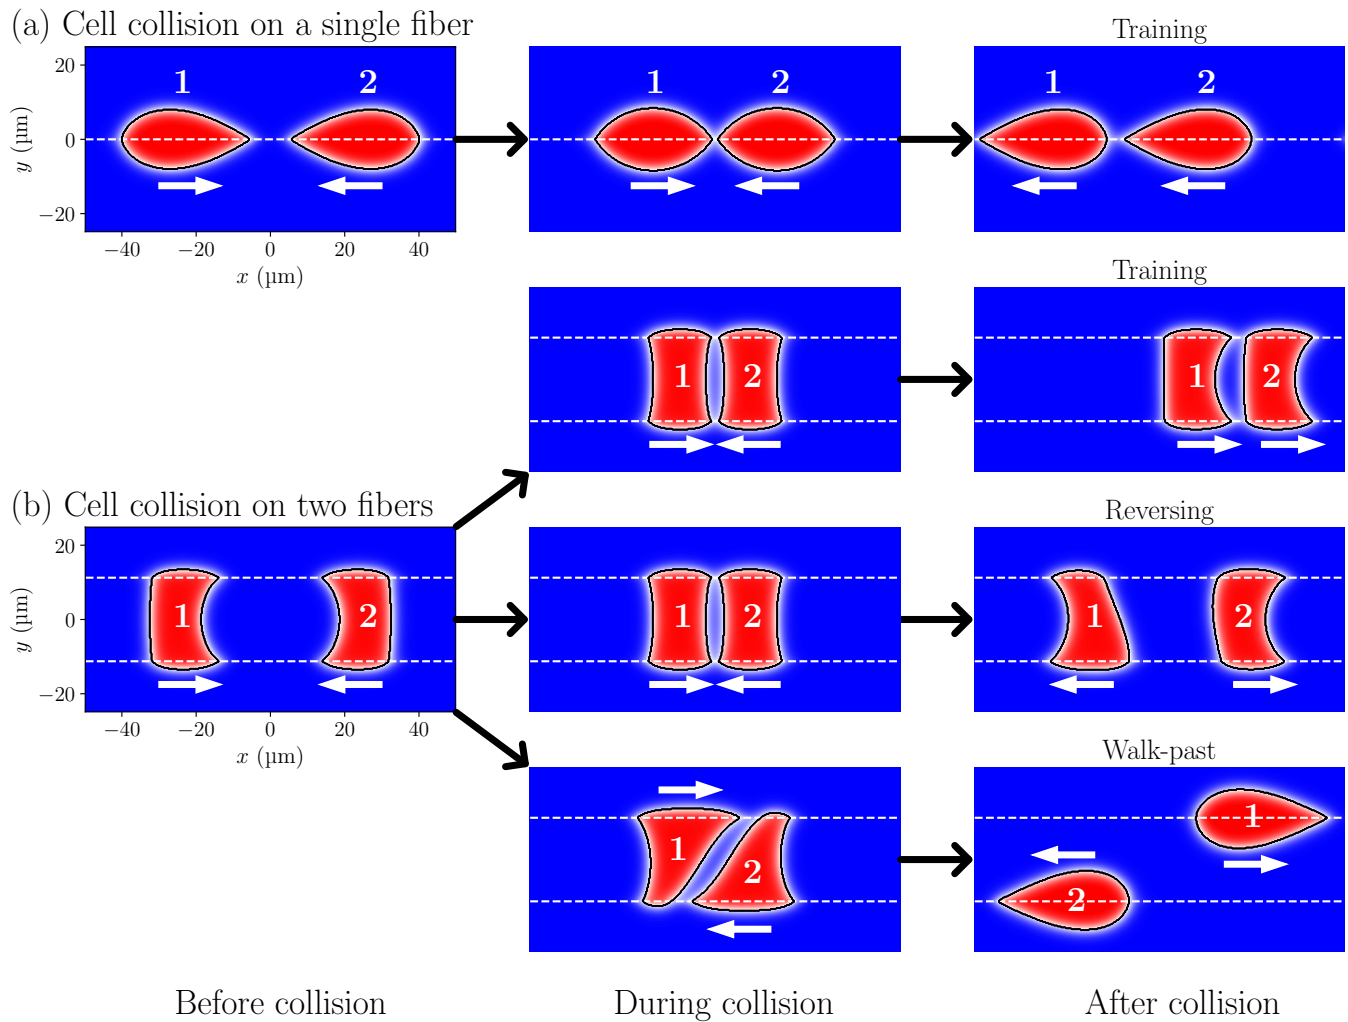 (a) Cell collision on a single fiber
Training
20
0
−20
y (µm)
1
2
1
2
1
2
−40
−20
0
20
40
x (µm)
Training
1
2
1
2
(b) Cell collision on two fibers
Reversing
20
0
−20
y (µm)
1
2
1
2
1
2
−40
−20
0
20
40
x (µm)
Walk-past
1
2
1
2
Before collision
During collision
After collision